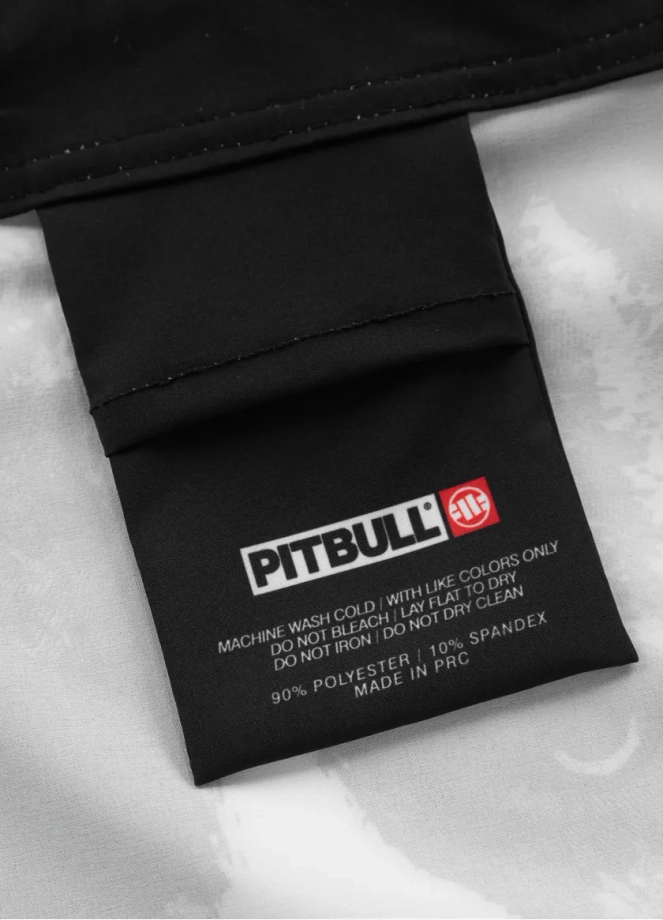 PITBULL®
MACHINE WASH COLD / WITH LIKE COLORS ONLY
DO NOT BLEACH / LAY FLAT TO DRY
DO NOT IRON / DO NOT DRY CLEAN
90% POLYESTER / 10% SPANDEX
MADE IN PRC